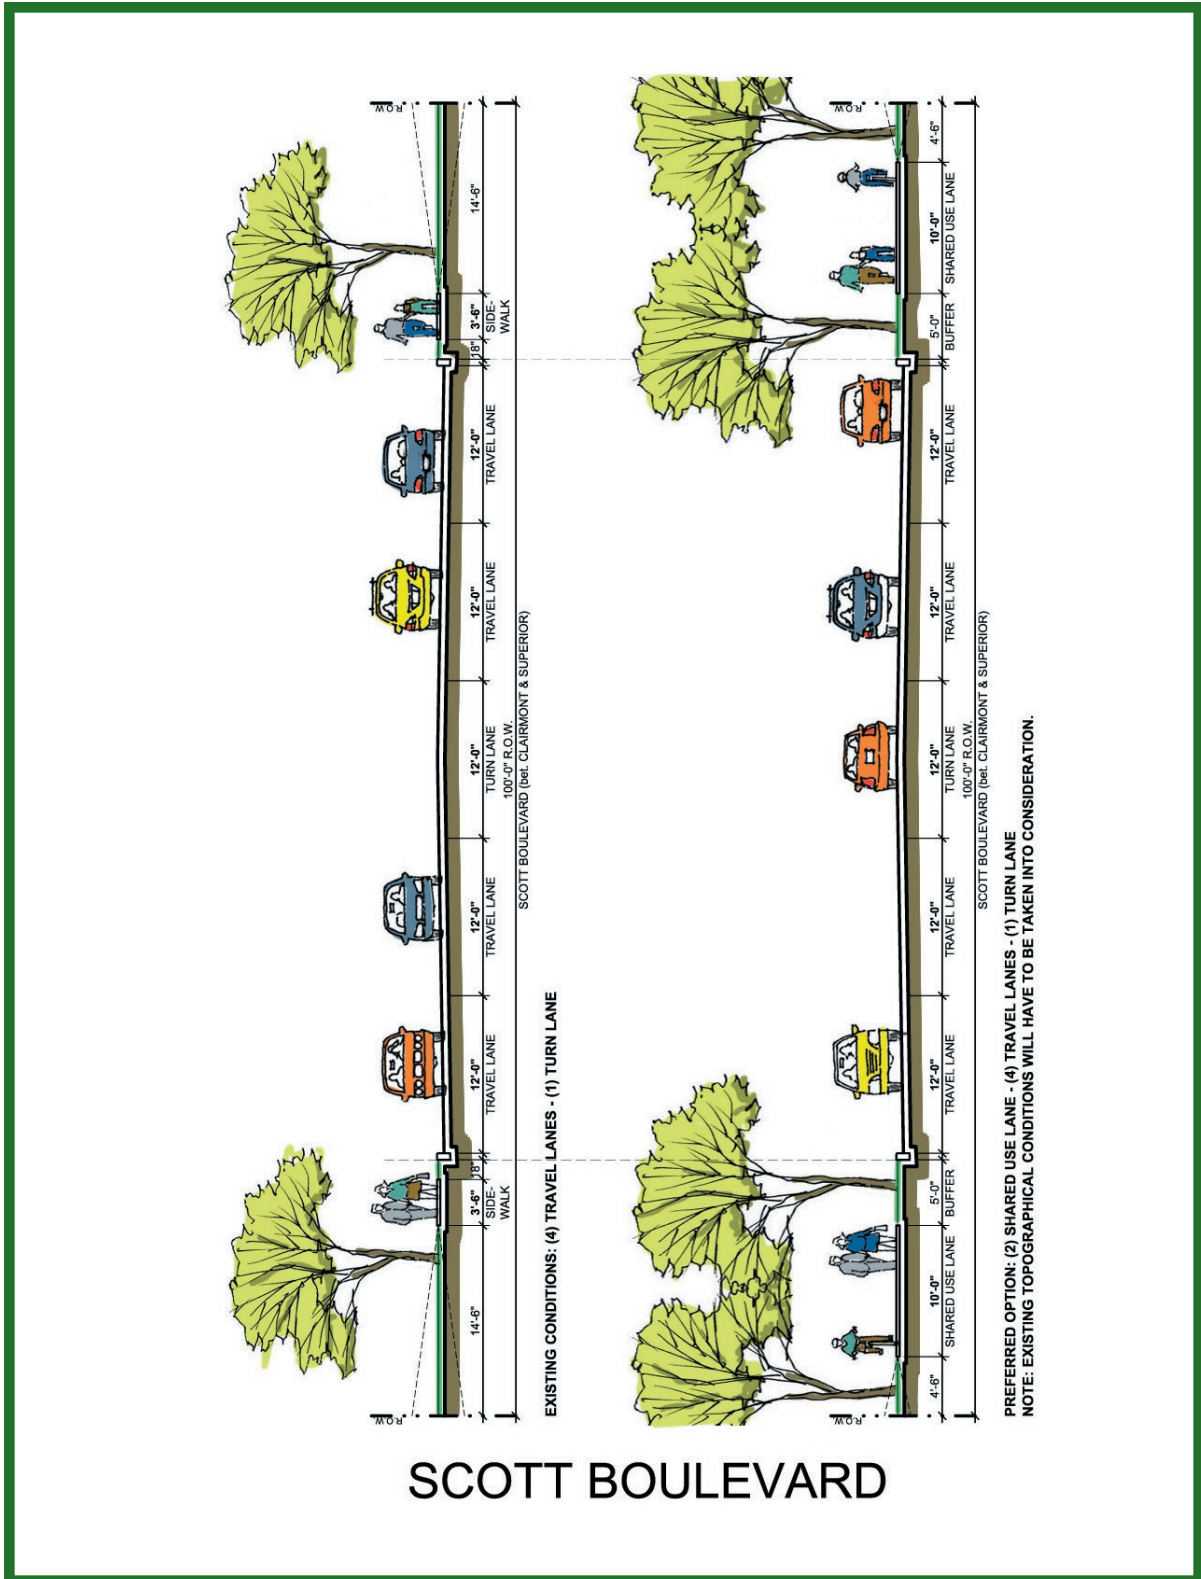 SCOTT BOULEVARD
R.O.W.
R.O.W.
14'-6" 3'-6" 18" 12'-0" 12'-0" 12'-0" 12'-0" 12'-0" 18" 3'-6" 14'-6"
SIDE- TRAVEL LANE TRAVEL LANE TURN LANE TRAVEL LANE TRAVEL LANE SIDE-
WALK WALK
100'-0" R.O.W.
SCOTT BOULEVARD (bet. CLAIRMONT & SUPERIOR)
EXISTING CONDITIONS: (4) TRAVEL LANES - (1) TURN LANE
R.O.W.
R.O.W.
4'-6" 10'-0" 5'-0" 12'-0" 12'-0" 12'-0" 12'-0" 12'-0" 5'-0" 10'-0" 4'-6"
SHARED USE LANE BUFFER TRAVEL LANE TRAVEL LANE TURN LANE TRAVEL LANE TRAVEL LANE BUFFER SHARED USE LANE
100'-0" R.O.W.
SCOTT BOULEVARD (bet. CLAIRMONT & SUPERIOR)
PREFERRED OPTION: (2) SHARED USE LANE - (4) TRAVEL LANES - (1) TURN LANE
NOTE: EXISTING TOPOGRAPHICAL CONDITIONS WILL HAVE TO BE TAKEN INTO CONSIDERATION.